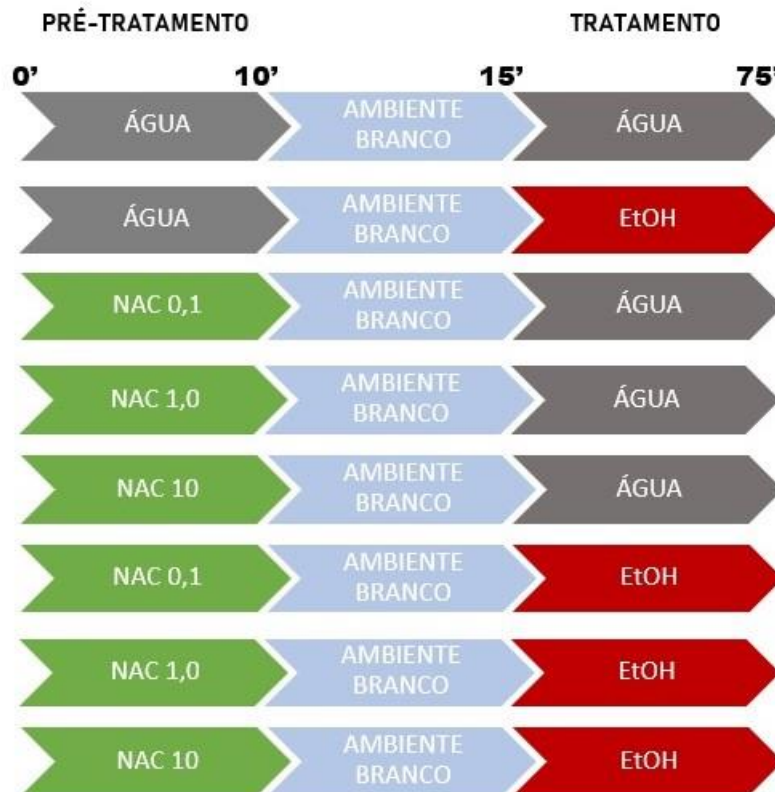 PRÉ-TRATAMENTO TRATAMENTO
0’ 10’ 15’ 75’
ÁGUA
AMBIENTE
BRANCO
ÁGUA
ÁGUA
AMBIENTE
BRANCO
EtOH
NAC 0,1
AMBIENTE
BRANCO
ÁGUA
NAC 1,0
AMBIENTE
BRANCO
ÁGUA
NAC 10
AMBIENTE
BRANCO
ÁGUA
NAC 0,1
AMBIENTE
BRANCO
EtOH
NAC 1,0
AMBIENTE
BRANCO
EtOH
NAC 10
AMBIENTE
BRANCO
EtOH